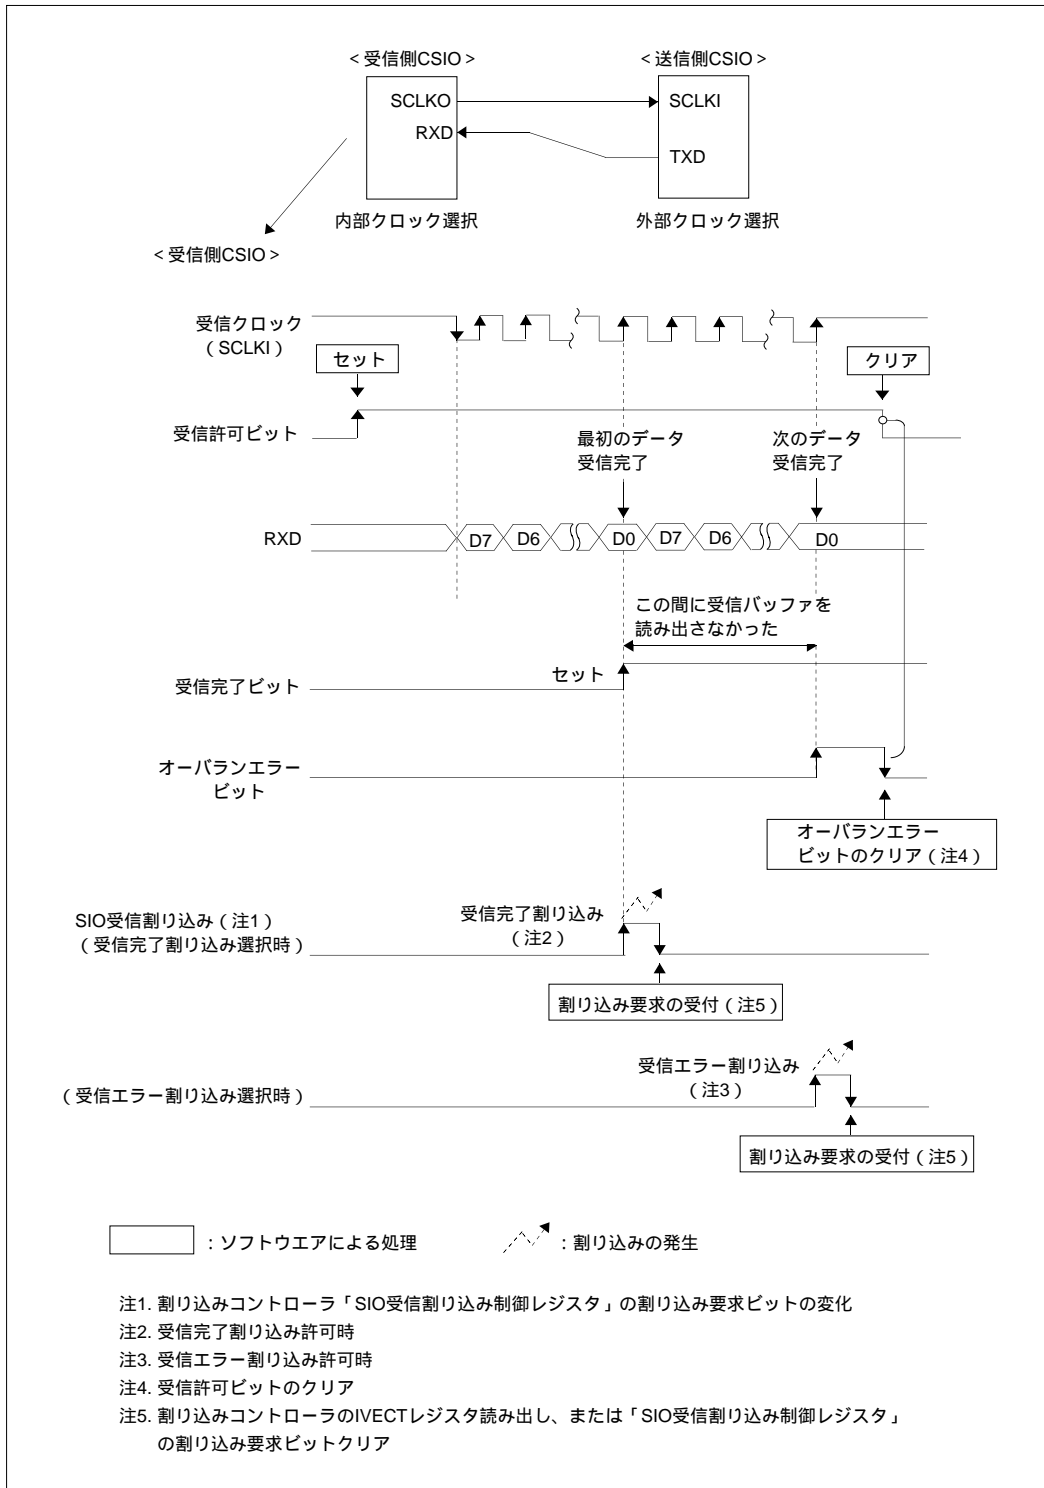 ＜受信側CSIO＞
＜送信側CSIO＞
SCLKO
SCLKI
RXD
TXD
内部クロック選択
外部クロック選択
＜受信側CSIO＞
受信クロック
（SCLKI）
セット
クリア
受信許可ビット
最初のデータ
受信完了
次のデータ
受信完了
RXD
D7
D6
D0
D7
D6
D0
この間に受信バッファを
読み出さなかった
受信完了ビット
セット
オーバランエラー
ビット
オーバランエラー
ビットのクリア（注4）
SIO受信割り込み（注1）
（受信完了割り込み選択時）
受信完了割り込み
（注2）
割り込み要求の受付（注5）
（受信エラー割り込み選択時）
受信エラー割り込み
（注3）
割り込み要求の受付（注5）
：ソフトウエアによる処理
：割り込みの発生
注1. 割り込みコントローラ「SIO受信割り込み制御レジスタ」の割り込み要求ビットの変化
注2. 受信完了割り込み許可時
注3. 受信エラー割り込み許可時
注4. 受信許可ビットのクリア
注5. 割り込みコントローラのIVECTレジスタ読み出し、または「SIO受信割り込み制御レジスタ」
の割り込み要求ビットクリア